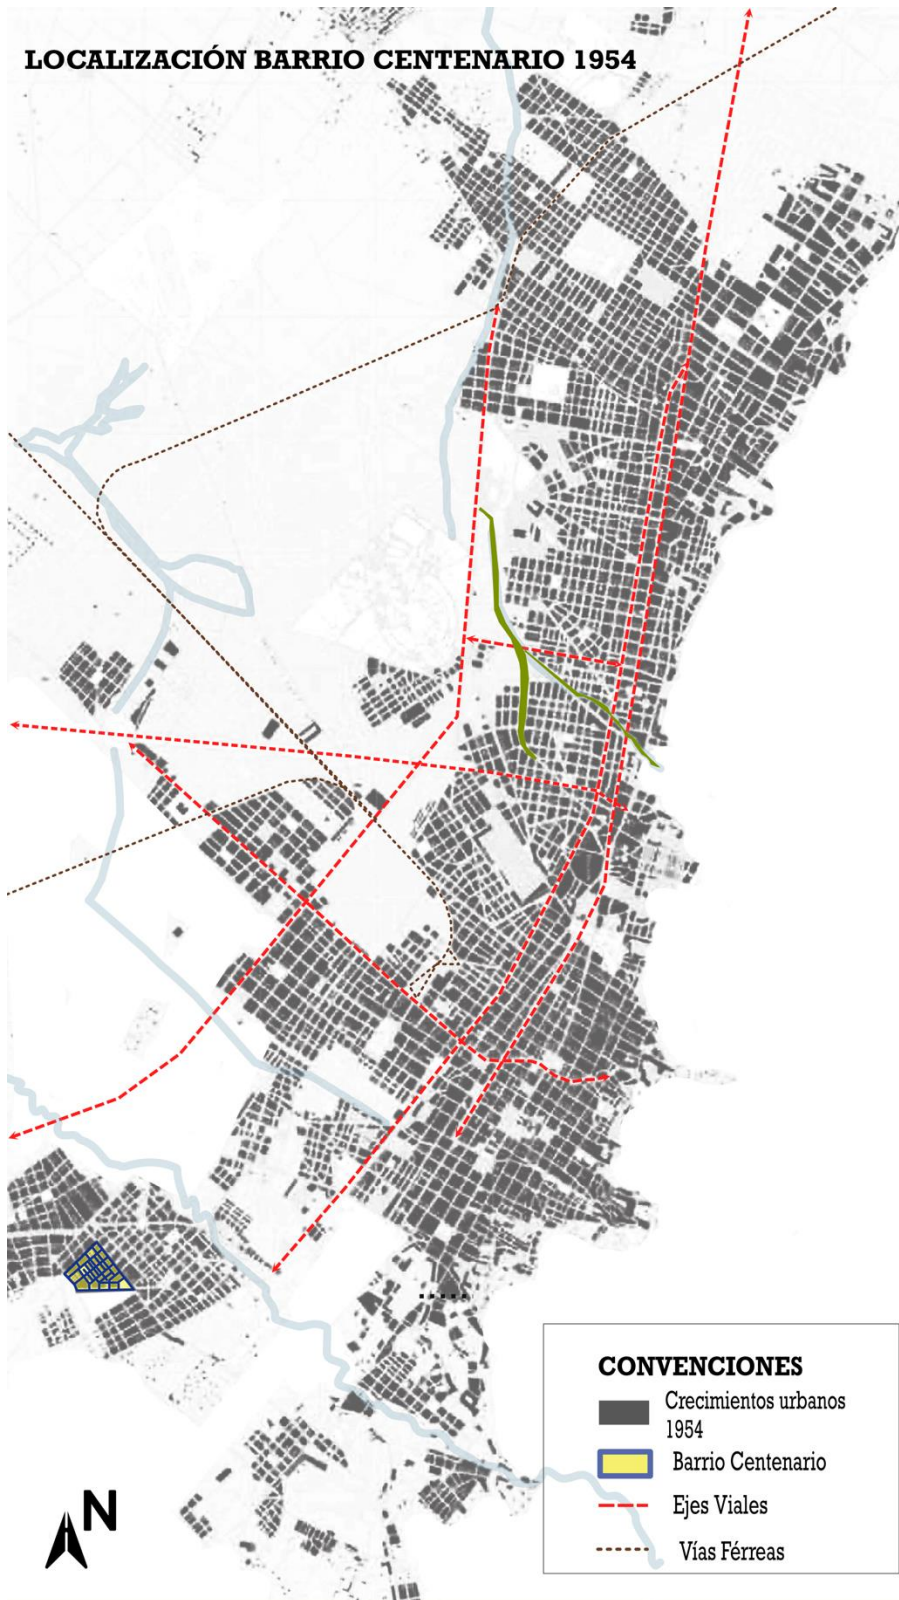 LOCALIZACIÓN BARRIO CENTENARIO 1954
CONVENCIONES
Crecimientos urbanos
1954
Barrio Centenario
Ejes Viales
Vías Férreas
N